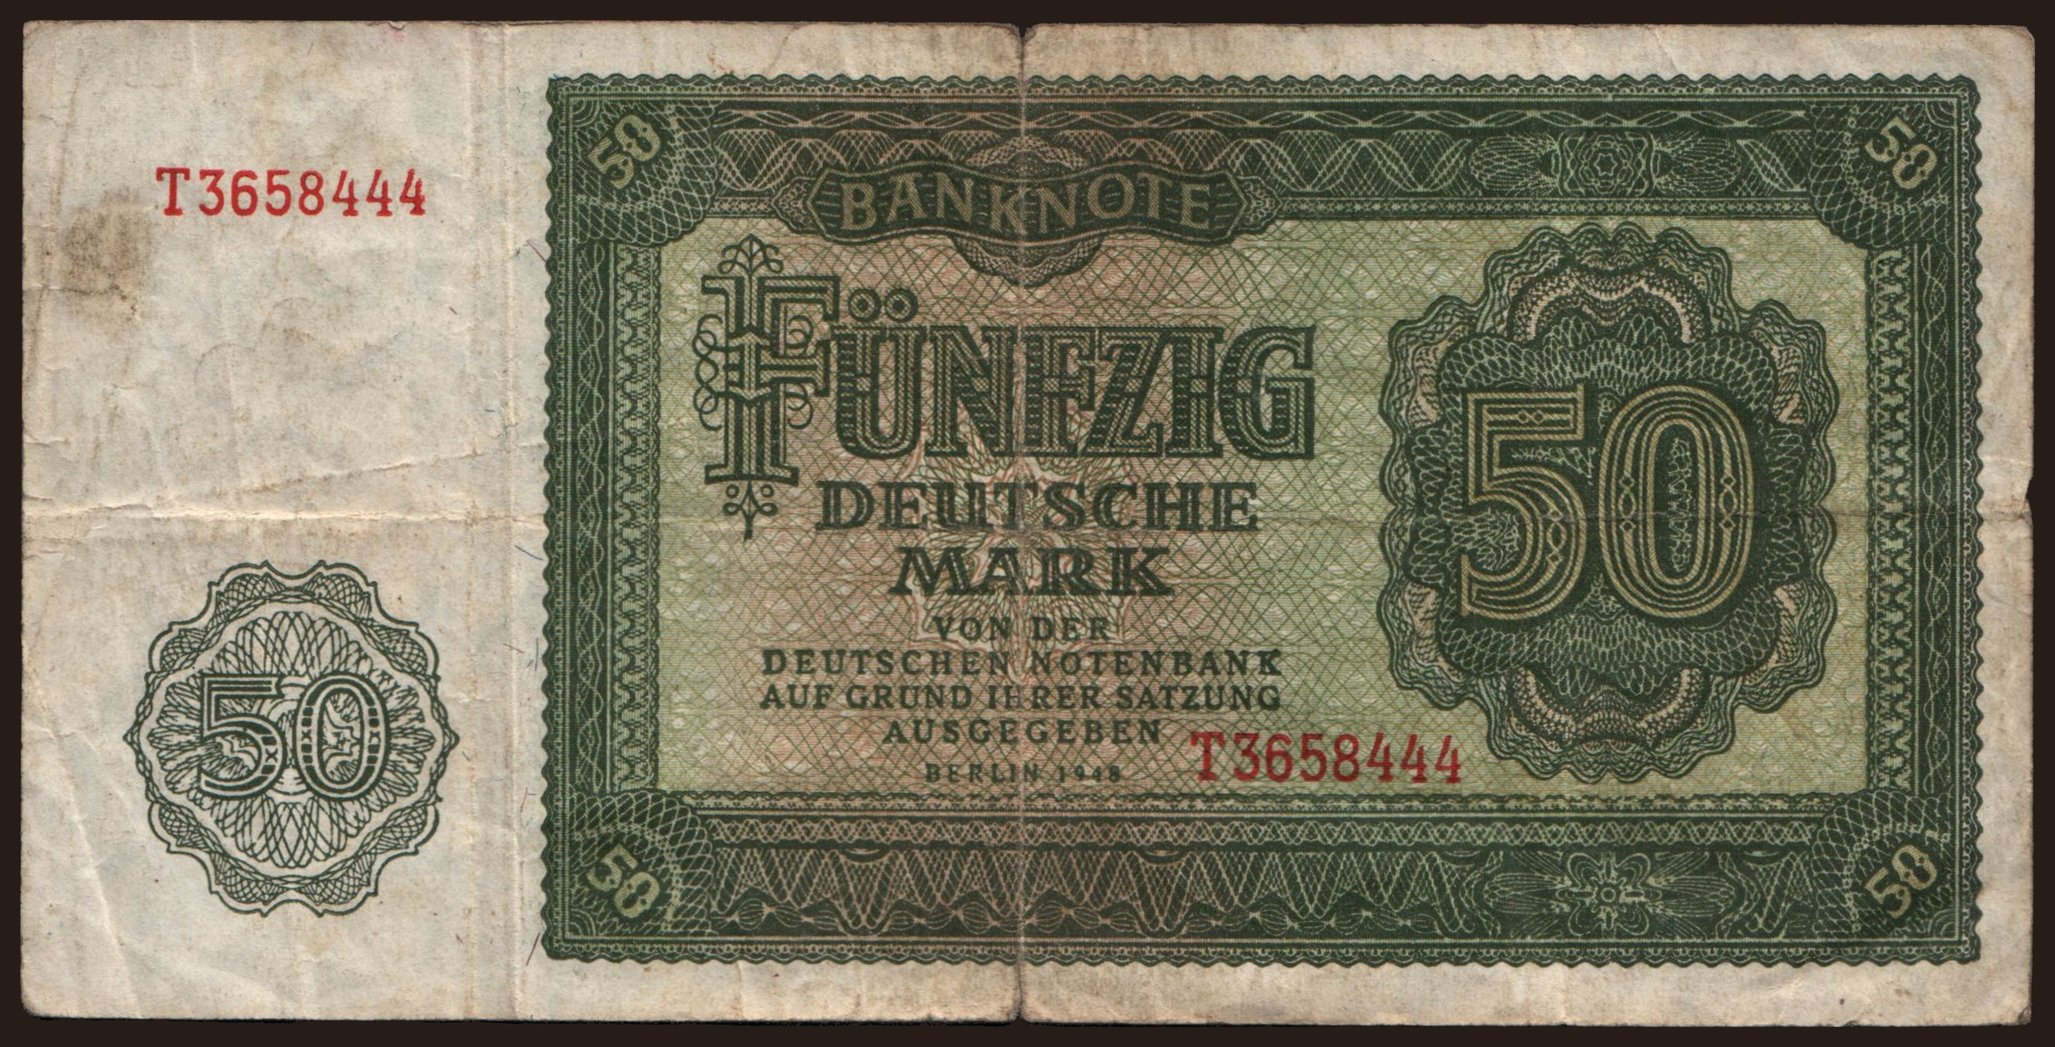 T3658444
50
50
50
BANKNOTE
FÜNFZIG
DEUTSCHE
MARK
VON DER
DEUTSCHEN NOTENBANK
AUF GRUND IHRER SATZUNG
AUSGEGEBEN
BERLIN 1948
T3658444
50
50
50